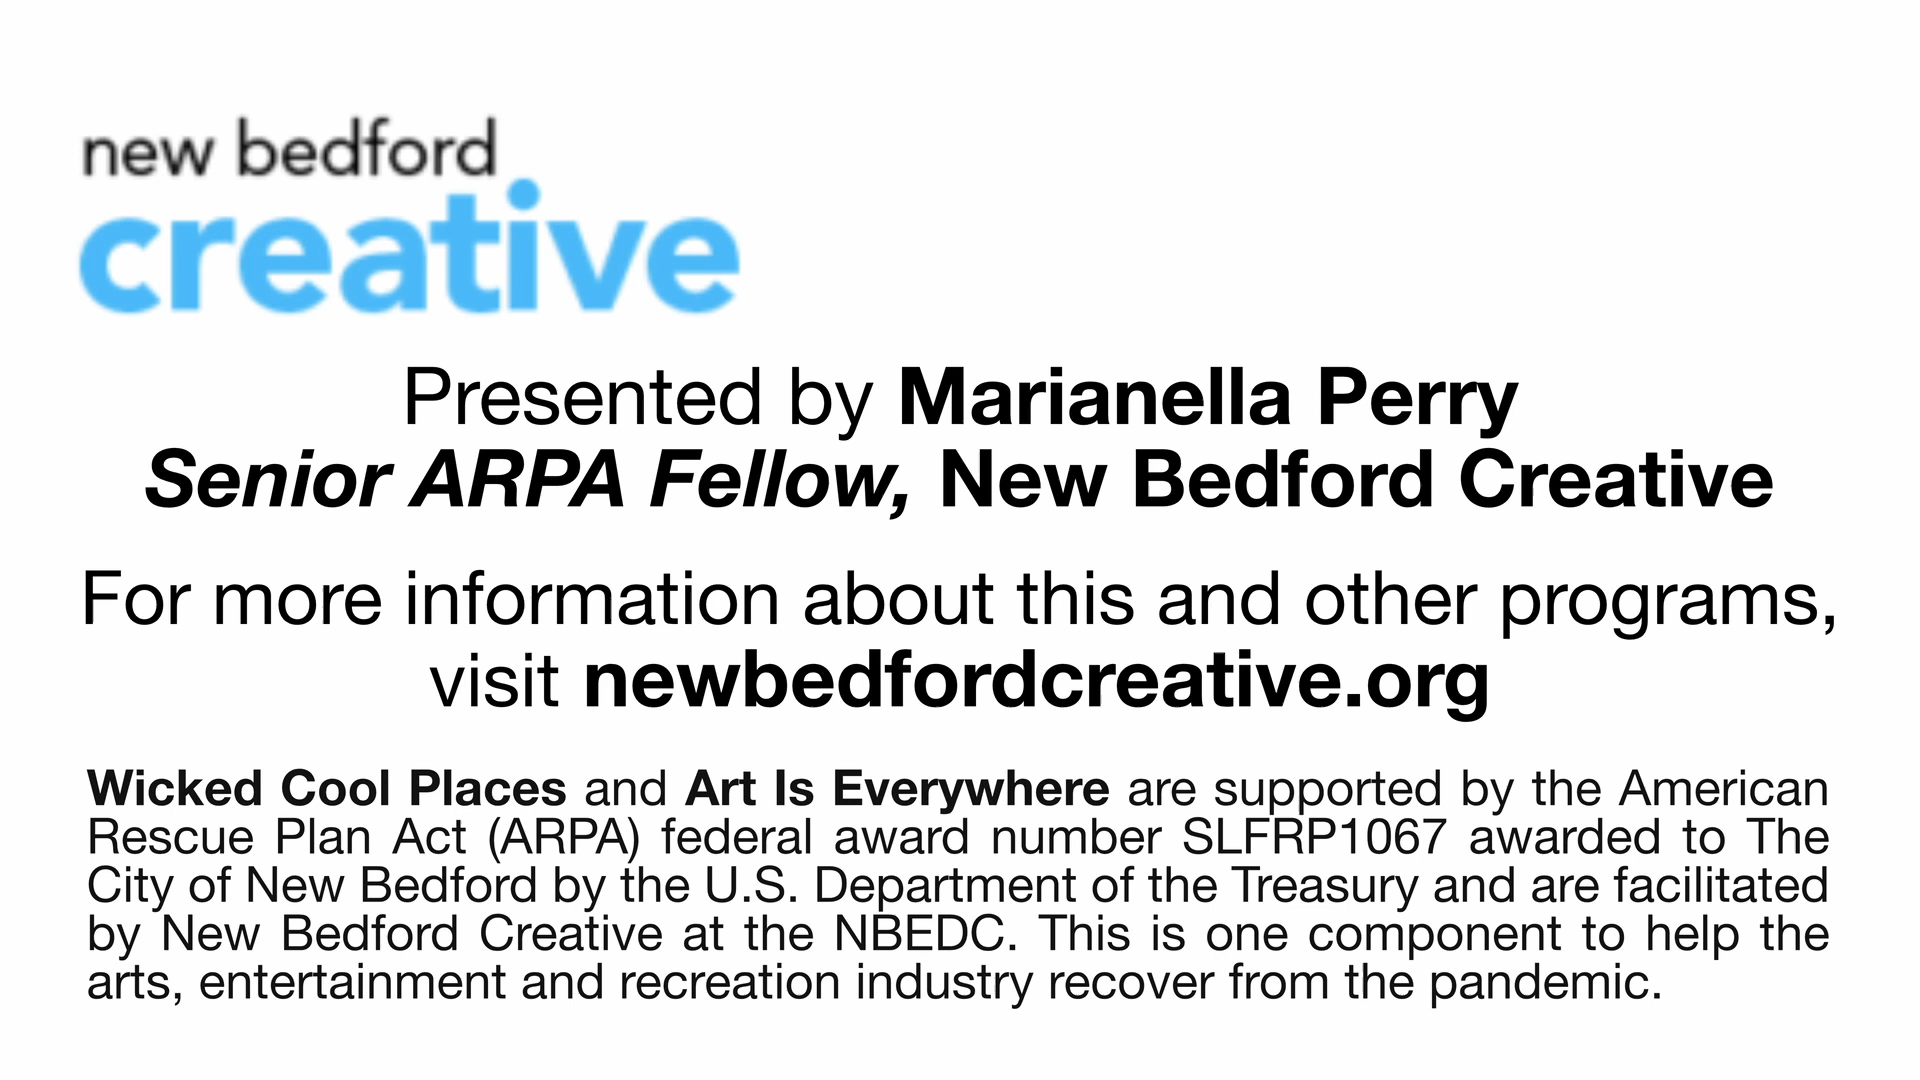 new bedford
creative
Presented by Marianella Perry
Senior ARPA Fellow, New Bedford Creative
For more information about this and other programs,
visit newbedfordcreative.org
Wicked Cool Places and Art Is Everywhere are supported by the American
Rescue Plan Act (ARPA) federal award number SLFRP1067 awarded to The
City of New Bedford by the U.S. Department of the Treasury and are facilitated
by New Bedford Creative at the NBEDC. This is one component to help the
arts, entertainment and recreation industry recover from the pandemic.